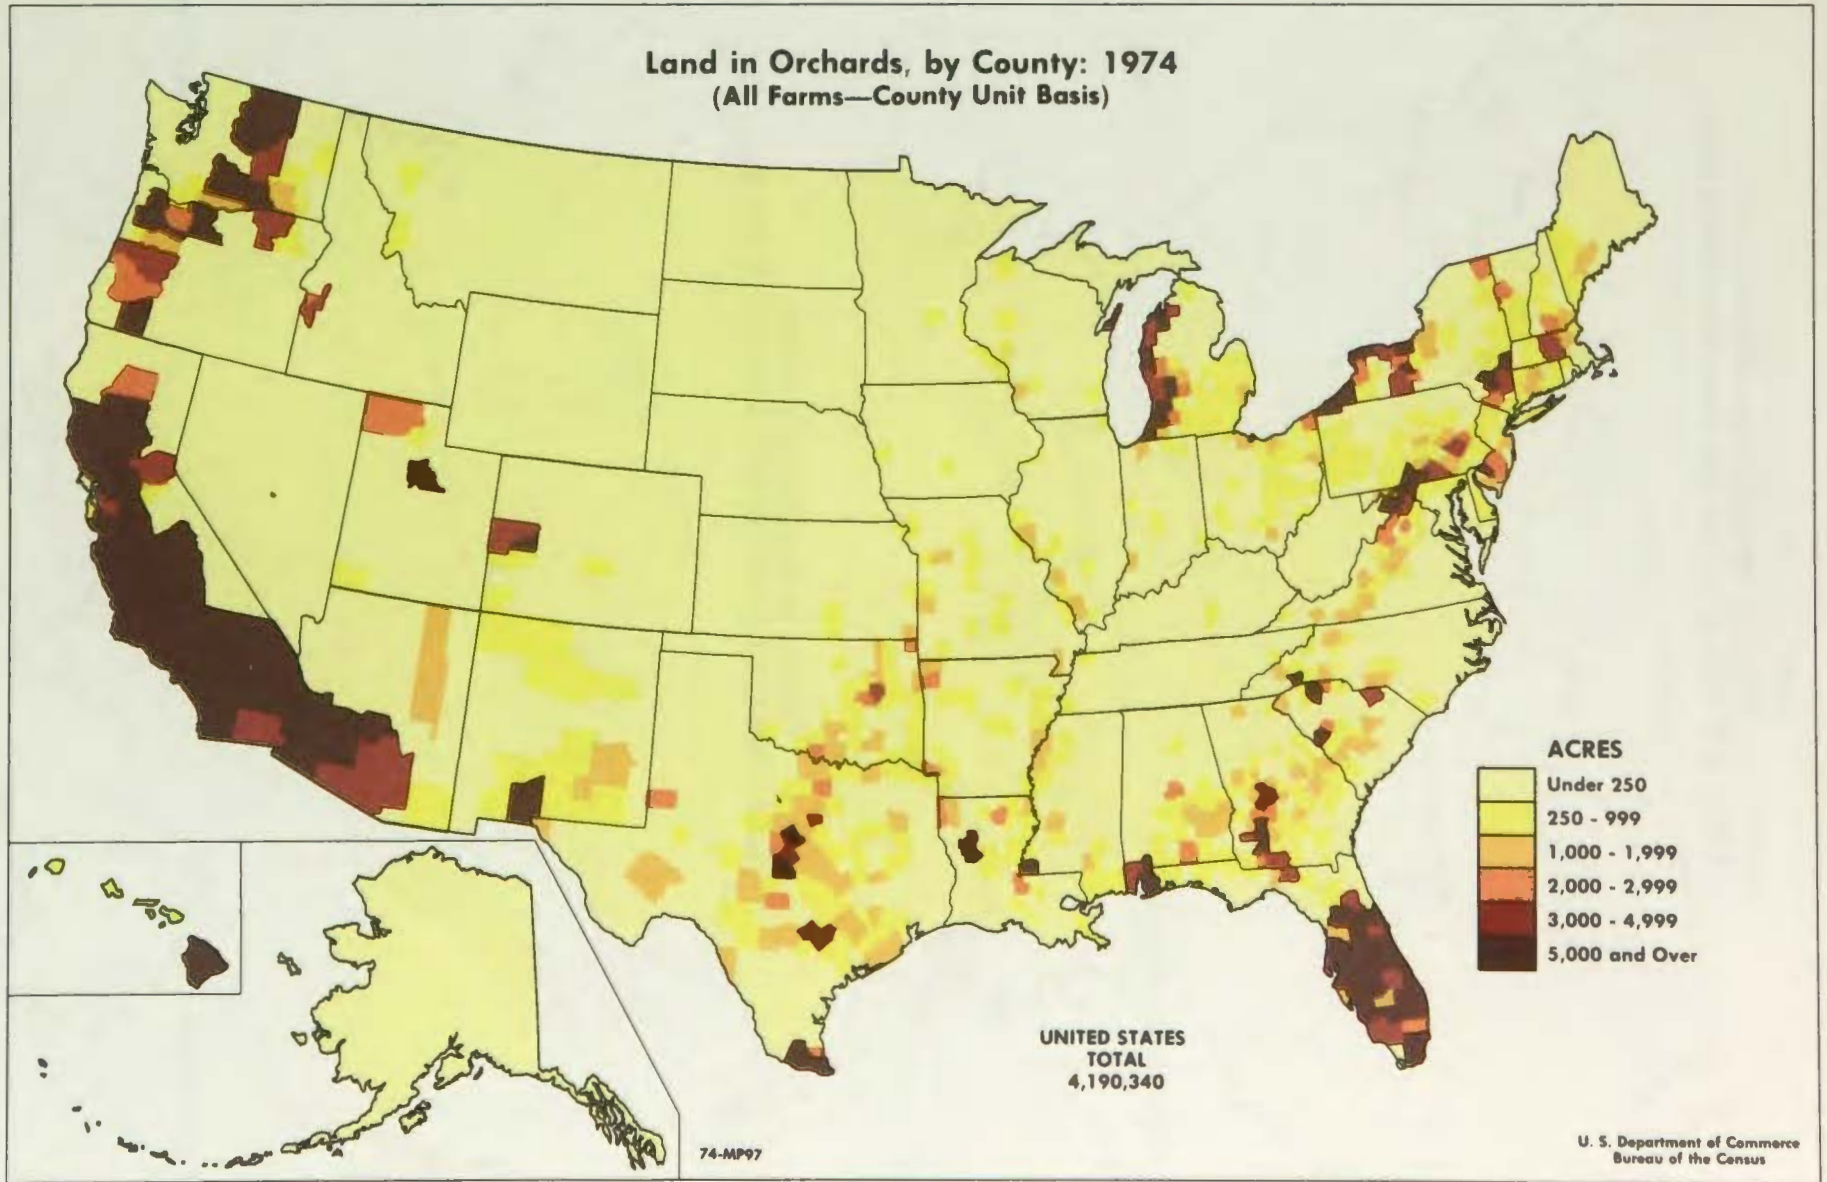 Land in Orchards, by County: 1974
(All Farms—County Unit Basis)
ACRES
Under 250
250 - 999
1,000 - 1,999
2,000 - 2,999
3,000 - 4,999
5,000 and Over
UNITED STATES
TOTAL
4,190,340
74-MP97
U. S. Department of Commerce
Bureau of the Census